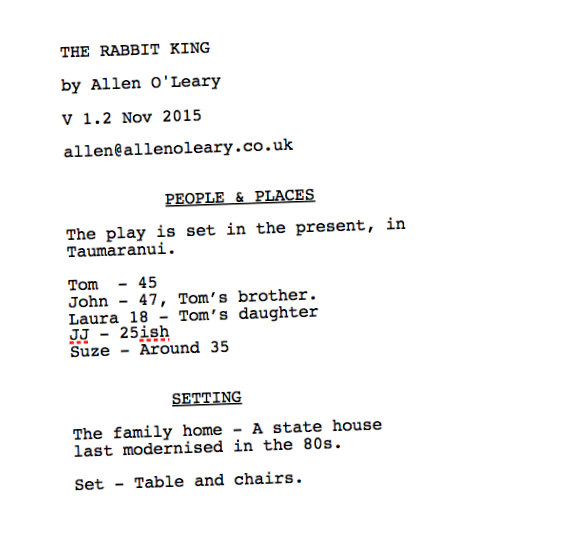 THE RABBIT KING
by Allen O'Leary
V 1.2 Nov 2015
allen@allenoleary.co.uk
PEOPLE & PLACES
The play is set in the present, in
Taumaranui.
Tom  – 45
John – 47, Tom’s brother.
Laura 18 – Tom’s daughter
JJ – 25ish
Suze – Around 35
SETTING
The family home – A state house
last modernised in the 80s.
Set – Table and chairs.